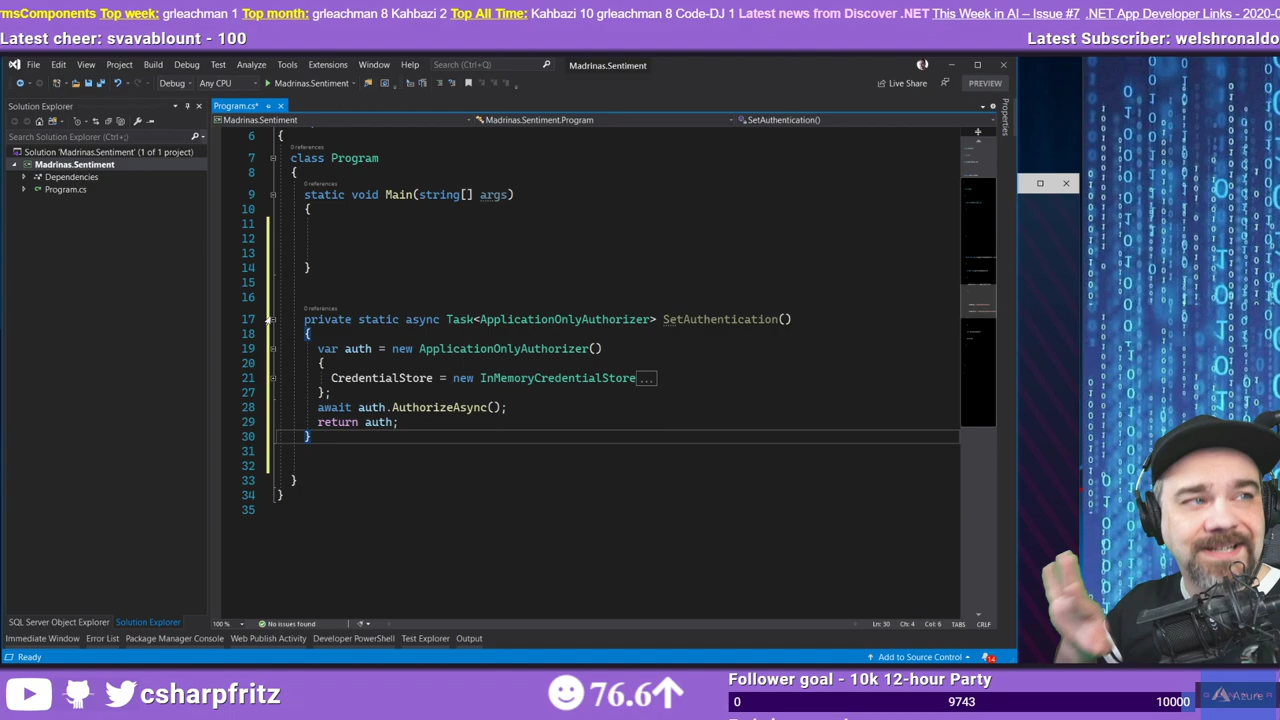 rmsComponents Top week: grleachman 1 Top month: grleachman 8 Kahbazi 2 Top All Time: Kahbazi 10 grleachman 8 Code-DJ 1 Latest news from Discover .NET This Week in AI – Issue #7 .NET App Developer Links - 2020-0
Latest cheer: svavablount - 100
Latest Subscriber: welshronaldo
File Edit View Project Build Debug Test Analyze Tools Extensions Window Help Search (Ctrl+Q) Madrinas.Sentiment
Debug Any CPU Madrinas.Sentiment Live Share PREVIEW
Solution Explorer
Program.cs*
Properties
Madrinas.Sentiment Madrinas.Sentiment.Program SetAuthentication()
Search Solution Explorer (Ctrl+;)
Solution 'Madrinas.Sentiment' (1 of 1 project)
Madrinas.Sentiment
Dependencies
Program.cs
6 {
0 references
7 class Program
8 {
0 references
9 static void Main(string[] args)
10 {
11
12
13
14 }
15
16
0 references
17 private static async Task<ApplicationOnlyAuthorizer> SetAuthentication()
18 {
19 var auth = new ApplicationOnlyAuthorizer()
20 {
21 CredentialStore = new InMemoryCredentialStore...
27 };
28 await auth.AuthorizeAsync();
29 return auth;
30 }
31
32
33 }
34 }
35
SQL Server Object Explorer Solution Explorer
100 % No issues found Ln: 30 Ch: 4 Col: 6 TABS CRLF
Immediate Window Error List Package Manager Console Web Publish Activity Developer PowerShell Test Explorer Output
Ready Add to Source Control 14
csharpfritz
76.6
Follower goal - 10k 12-hour Party
0 9743 10000
Azure